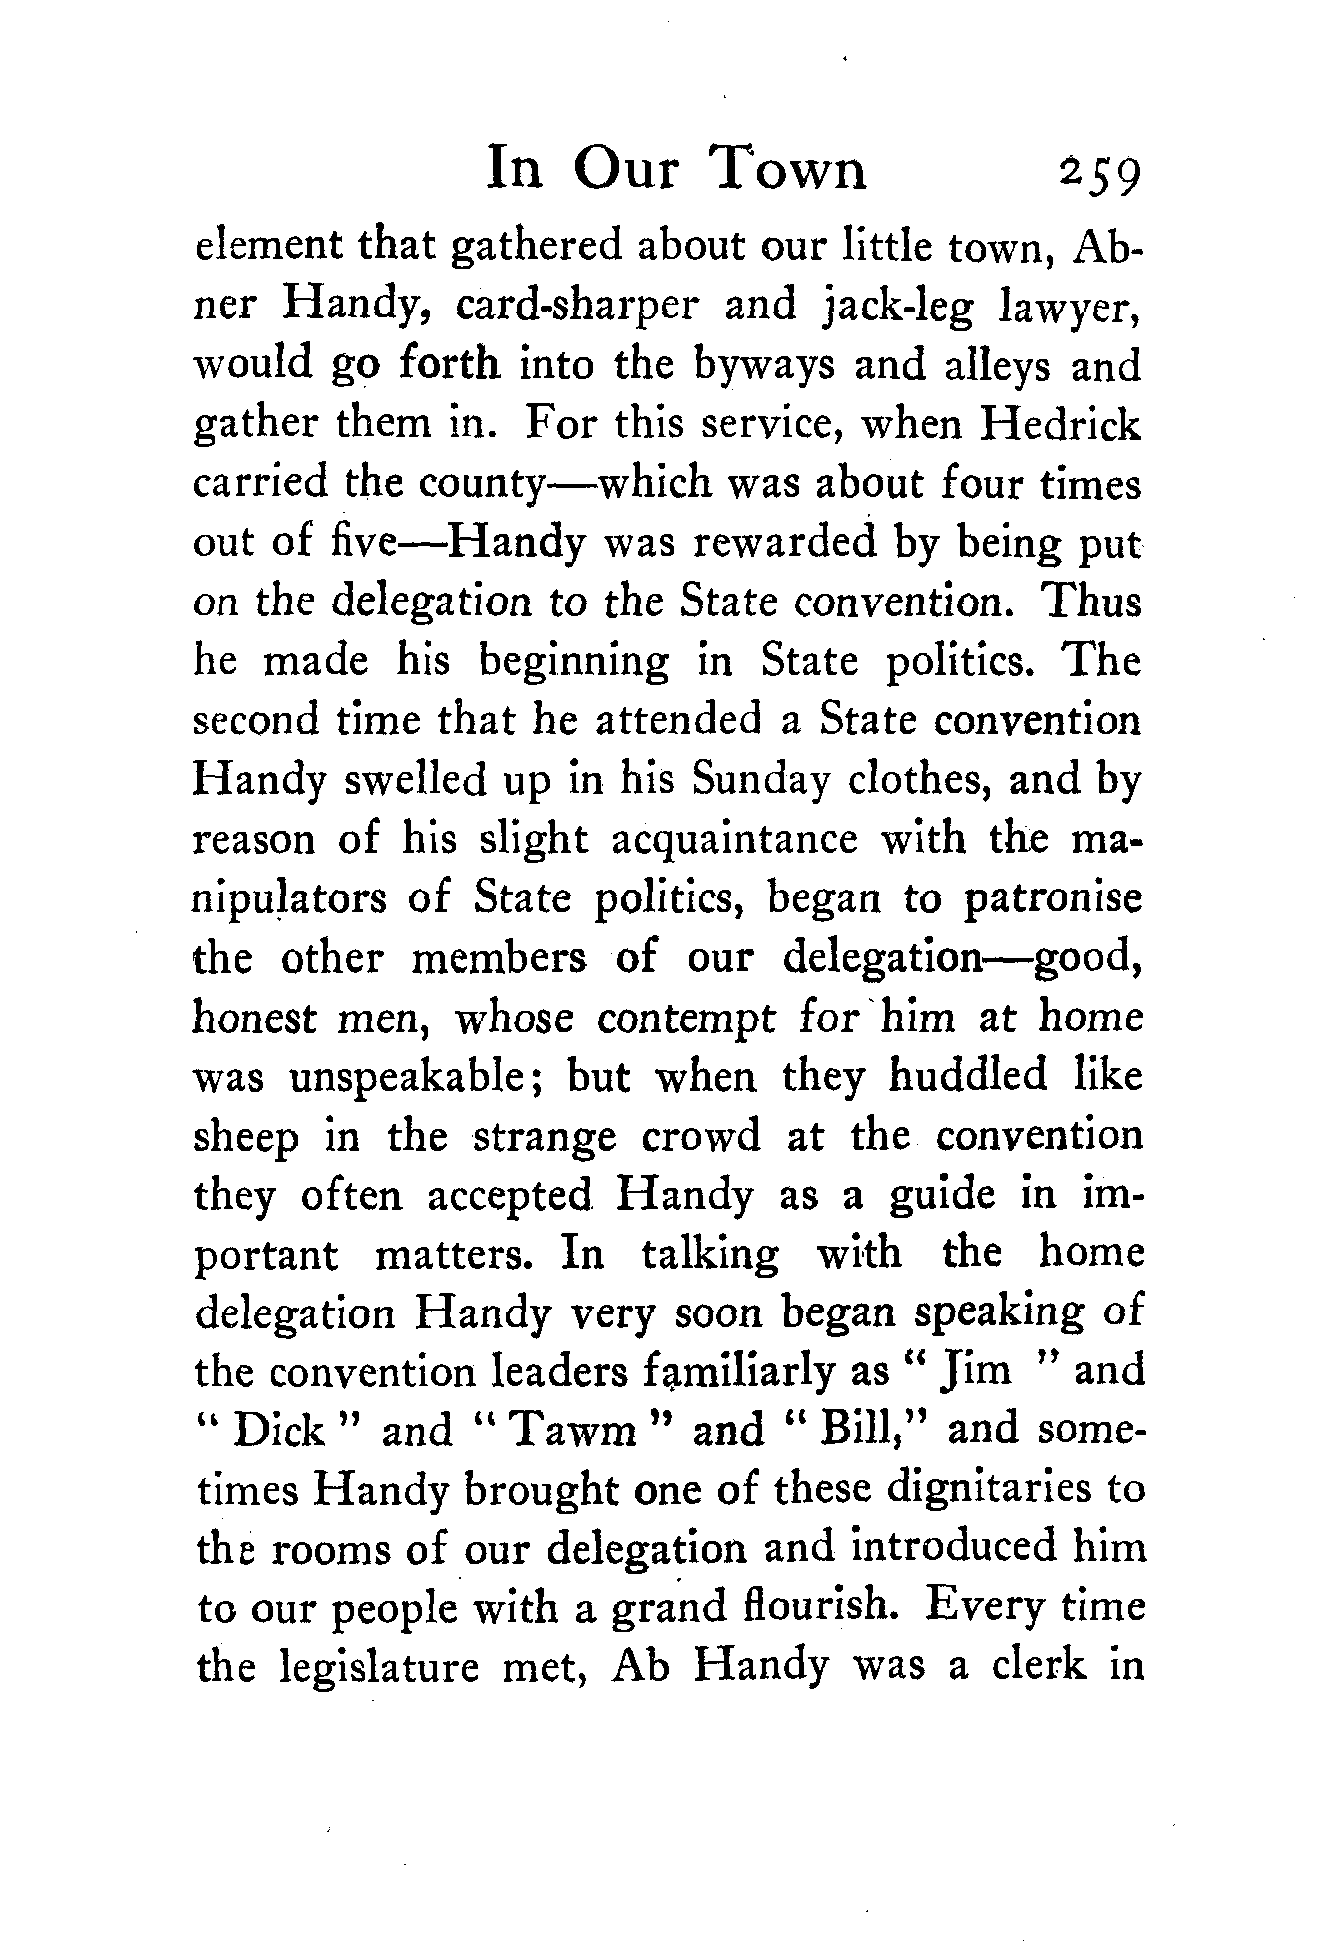 In Our Town 259
element that gathered about our little town, Ab-
ner Handy, card-sharper and jack-leg lawyer,
would go forth into the byways and alleys and
gather them in. For this service, when Hedrick
carried the county—which was about four times
out of five—Handy was rewarded by being put
on the delegation to the State convention. Thus
he made his beginning in State politics. The
second time that he attended a State convention
Handy swelled up in his Sunday clothes, and by
reason of his slight acquaintance with the ma-
nipulators of State politics, began to patronise
the other members of our delegation—good,
honest men, whose contempt for him at home
was unspeakable; but when they huddled like
sheep in the strange crowd at the convention
they often accepted Handy as a guide in im-
portant matters. In talking with the home
delegation Handy very soon began speaking of
the convention leaders familiarly as “ Jim ” and
“ Dick ” and “ Tawm ” and “ Bill,” and some-
times Handy brought one of these dignitaries to
the rooms of our delegation and introduced him
to our people with a grand flourish. Every time
the legislature met, Ab Handy was a clerk in